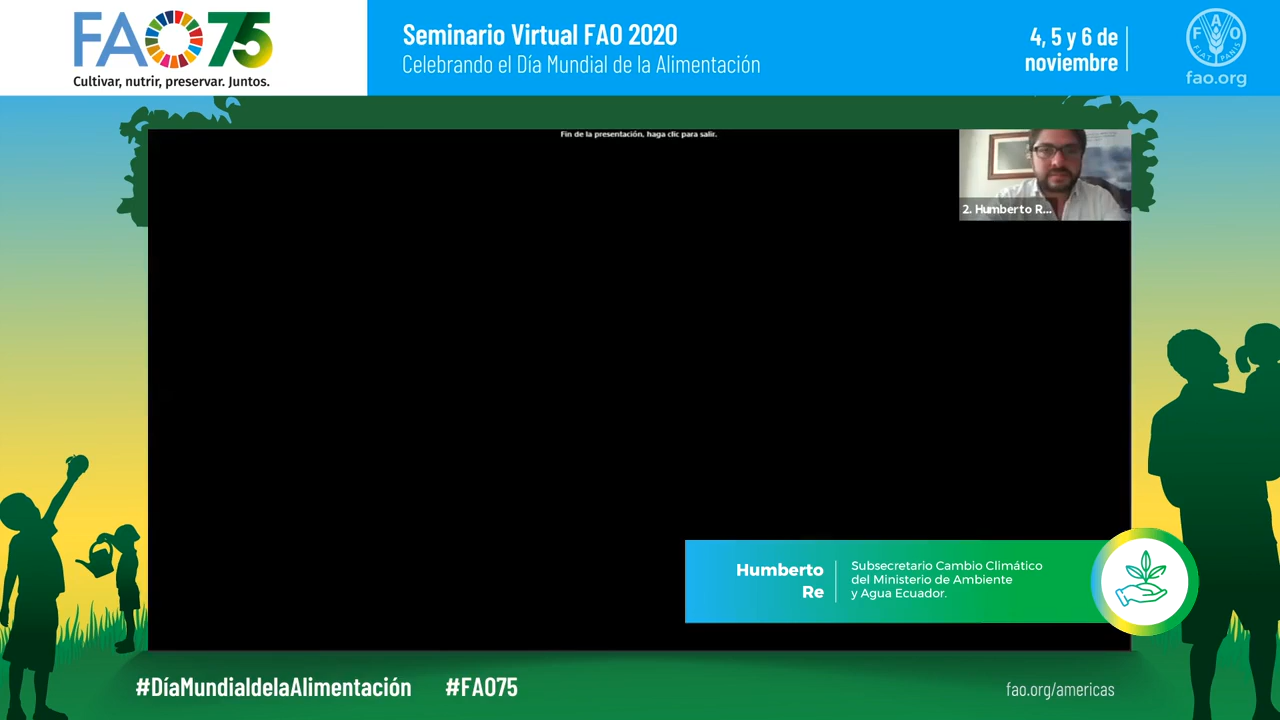 FAO75
Cultivar, nutrir, preservar. Juntos.
Seminario Virtual FAO 2020
Celebrando el Día Mundial de la Alimentación
4, 5 y 6 de
noviembre
F A O
FIAT PANIS
fao.org
Fin de la presentación, haga clic para salir.
2. Humberto R...
Humberto
Re
Subsecretario Cambio Climático
del Ministerio de Ambiente
y Agua Ecuador.
#DíaMundialdelaAlimentación
#FAO75
fao.org/americas